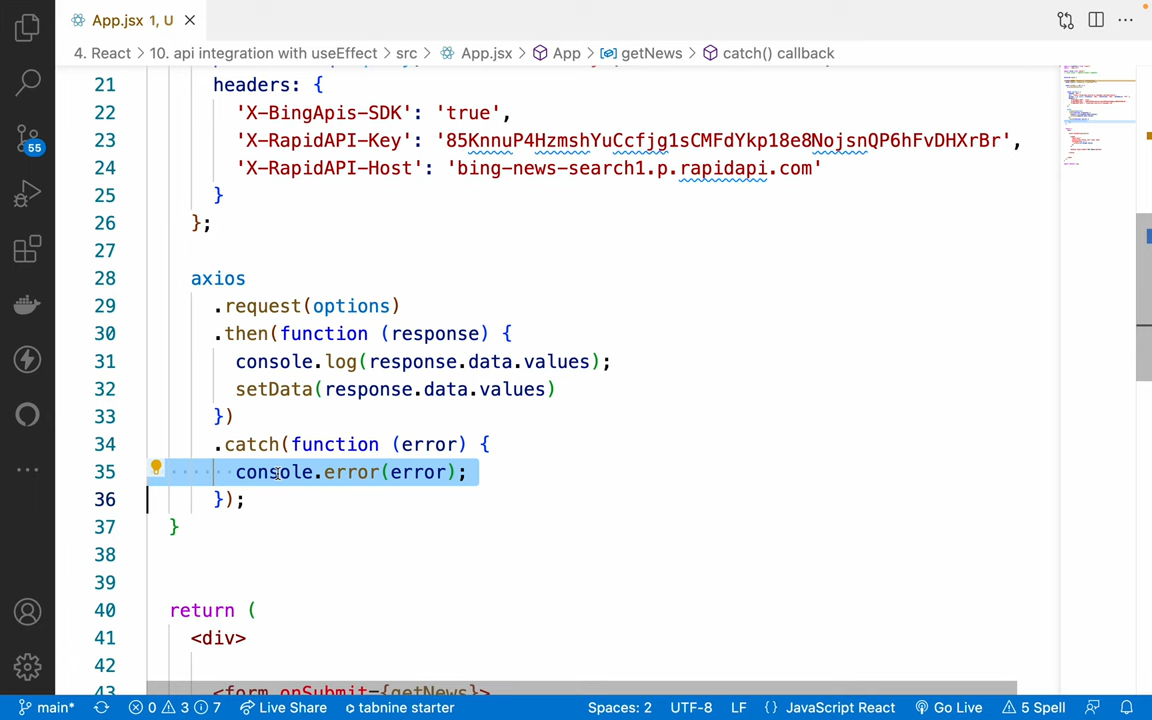 App.jsx 1, U
4. React > 10. api integration with useEffect > src > App.jsx > App > getNews > catch() callback
21 headers: {
22 'X-BingApis-SDK': 'true',
23 'X-RapidAPI-Key': '85KnnuP4HzmshYuCcfjg1sCMFdYkp18e8NojsnQP6hFvDHXrBr',
24 'X-RapidAPI-Host': 'bing-news-search1.p.rapidapi.com'
25 }
26 };
27
28 axios
29 .request(options)
30 .then(function (response) {
31 console.log(response.data.values);
32 setData(response.data.values)
33 })
34 .catch(function (error) {
35 console.error(error);
36 });
37 }
38
39
40 return (
41 <div>
42
43 <form onSubmit={getNews}>
55
main* 0 3 7 Live Share tabnine starter Spaces: 2 UTF-8 LF {} JavaScript React Go Live 5 Spell